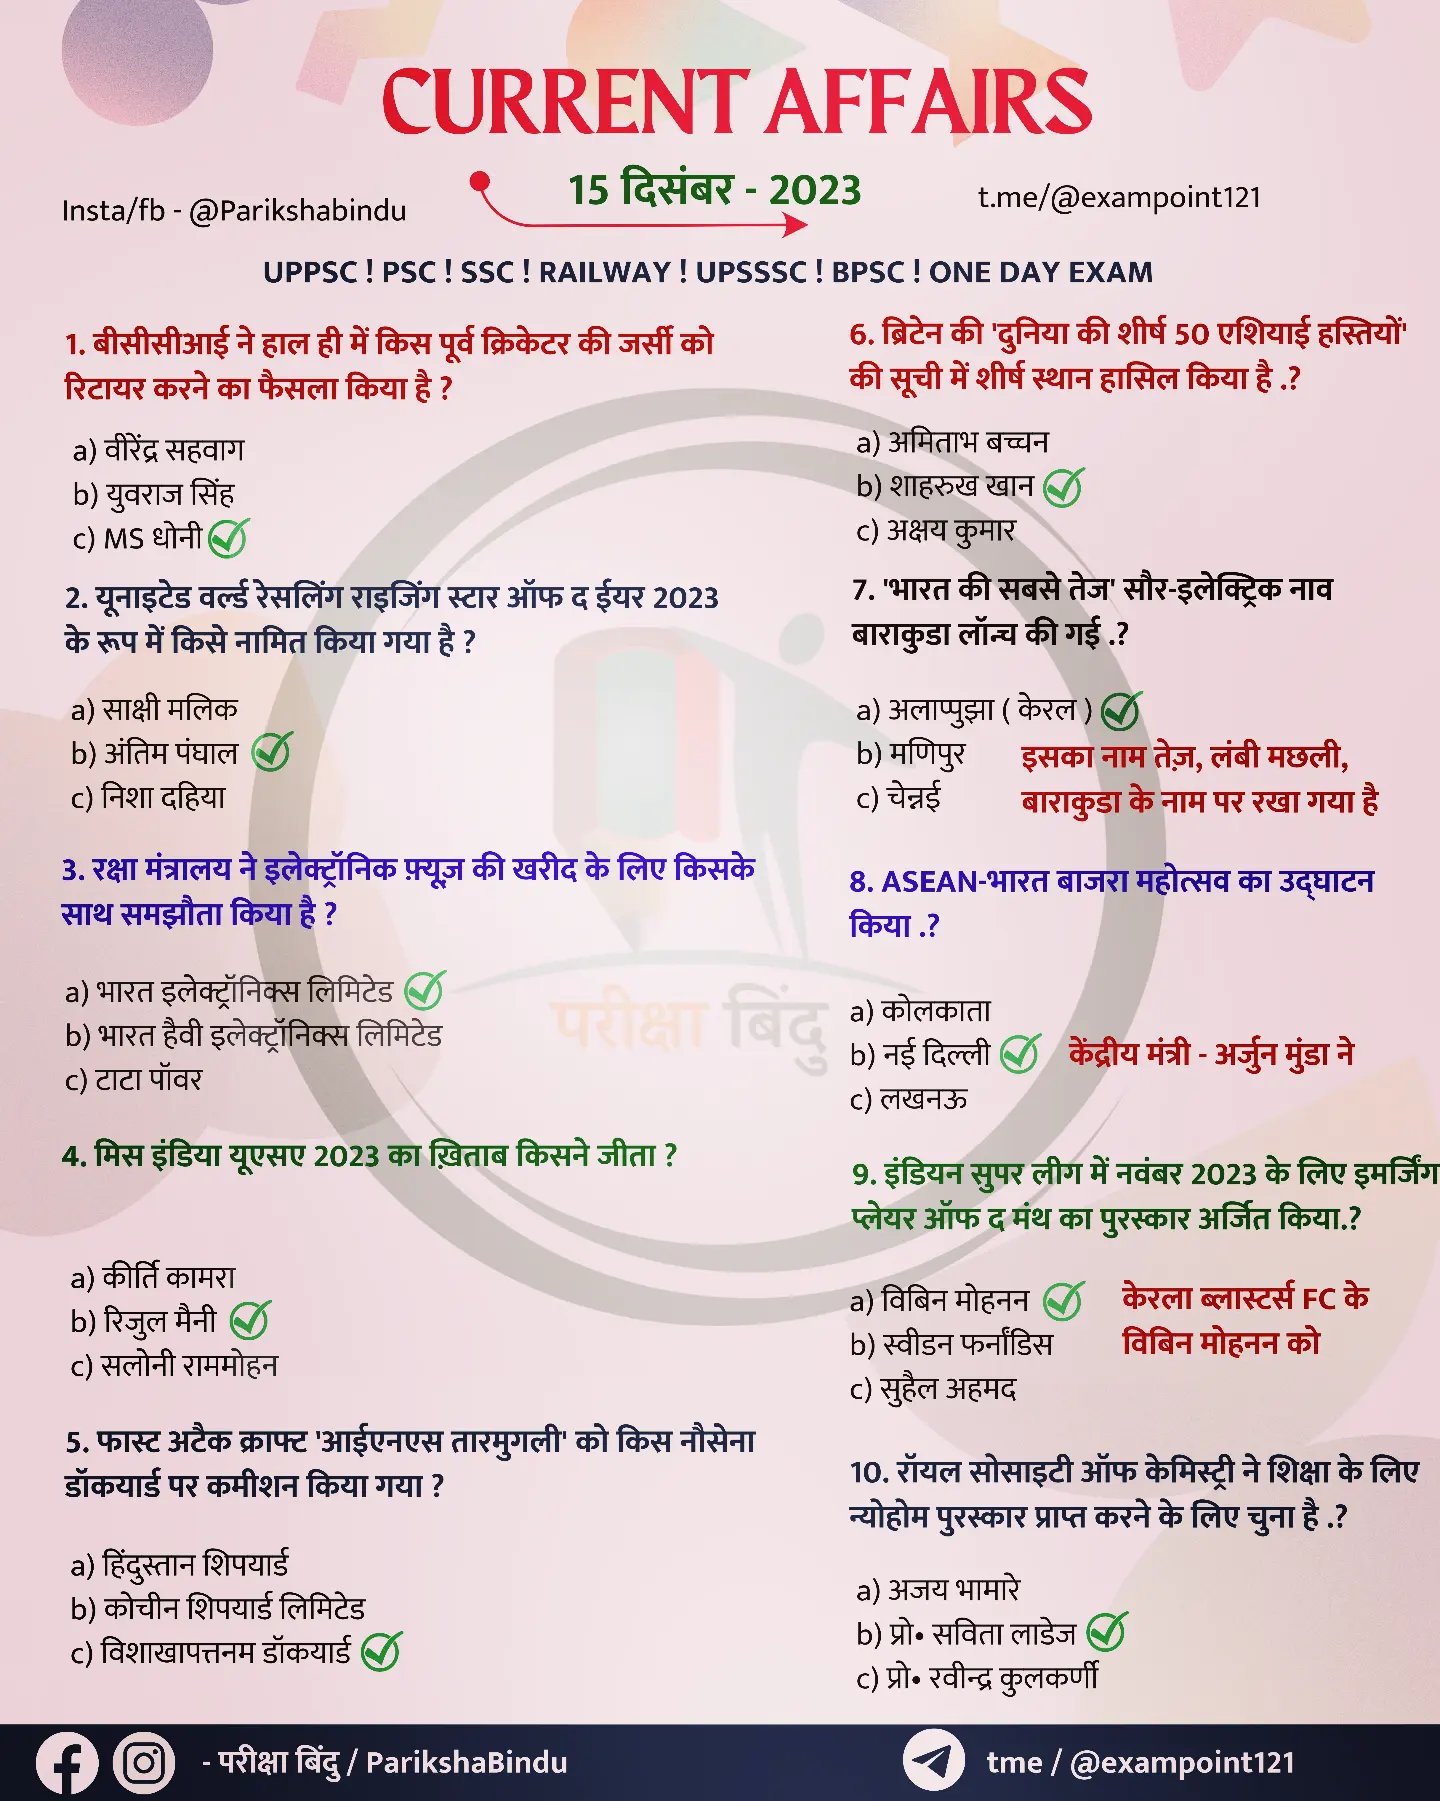 CURRENT AFFAIRS
15 दिसंबर - 2023
Insta/fb - @Parikshabindu
t.me/@exampoint121
UPPSC ! PSC ! SSC ! RAILWAY ! UPSSSC ! BPSC ! ONE DAY EXAM
1. बीसीसीआई ने हाल ही में किस पूर्व क्रिकेटर की जर्सी को
रिटायर करने का फैसला किया है ?
a) वीरेंद्र सहवाग
b) युवराज सिंह
c) MS धोनी
2. यूनाइटेड वर्ल्ड रेसलिंग राइजिंग स्टार ऑफ द ईयर 2023
के रूप में किसे नामित किया गया है ?
a) साक्षी मलिक
b) अंतिम पंघाल
c) निशा दहिया
3. रक्षा मंत्रालय ने इलेक्ट्रॉनिक फ़्यूज़ की खरीद के लिए किसके
साथ समझौता किया है ?
a) भारत इलेक्ट्रॉनिक्स लिमिटेड
b) भारत हैवी इलेक्ट्रॉनिक्स लिमिटेड
c) टाटा पॉवर
4. मिस इंडिया यूएसए 2023 का ख़िताब किसने जीता ?
a) कीर्ति कामरा
b) रिजुल मैनी
c) सलोनी राममोहन
5. फास्ट अटैक क्राफ्ट 'आईएनएस तारमुगली' को किस नौसेना
डॉकयार्ड पर कमीशन किया गया ?
a) हिंदुस्तान शिपयार्ड
b) कोचीन शिपयार्ड लिमिटेड
c) विशाखापत्तनम डॉकयार्ड
6. ब्रिटेन की 'दुनिया की शीर्ष 50 एशियाई हस्तियों'
की सूची में शीर्ष स्थान हासिल किया है .?
a) अमिताभ बच्चन
b) शाहरुख खान
c) अक्षय कुमार
7. 'भारत की सबसे तेज' सौर-इलेक्ट्रिक नाव
बाराकुडा लॉन्च की गई .?
a) अलाप्पुझा ( केरल )
b) मणिपुर
c) चेन्नई
इसका नाम तेज़, लंबी मछली,
बाराकुडा के नाम पर रखा गया है
8. ASEAN-भारत बाजरा महोत्सव का उद्घाटन
किया .?
a) कोलकाता
b) नई दिल्ली केंद्रीय मंत्री - अर्जुन मुंडा ने
c) लखनऊ
9. इंडियन सुपर लीग में नवंबर 2023 के लिए इमर्जिंग
प्लेयर ऑफ द मंथ का पुरस्कार अर्जित किया.?
a) विबिन मोहनन
b) स्वीडन फर्नांडिस
c) सुहैल अहमद
केरला ब्लास्टर्स FC के
विबिन मोहनन को
10. रॉयल सोसाइटी ऑफ केमिस्ट्री ने शिक्षा के लिए
न्योहोम पुरस्कार प्राप्त करने के लिए चुना है .?
a) अजय भामारे
b) प्रो• सविता लाडेज
c) प्रो• रवीन्द्र कुलकर्णी
परीक्षा बिंदु
- परीक्षा बिंदु / ParikshaBindu
tme / @exampoint121